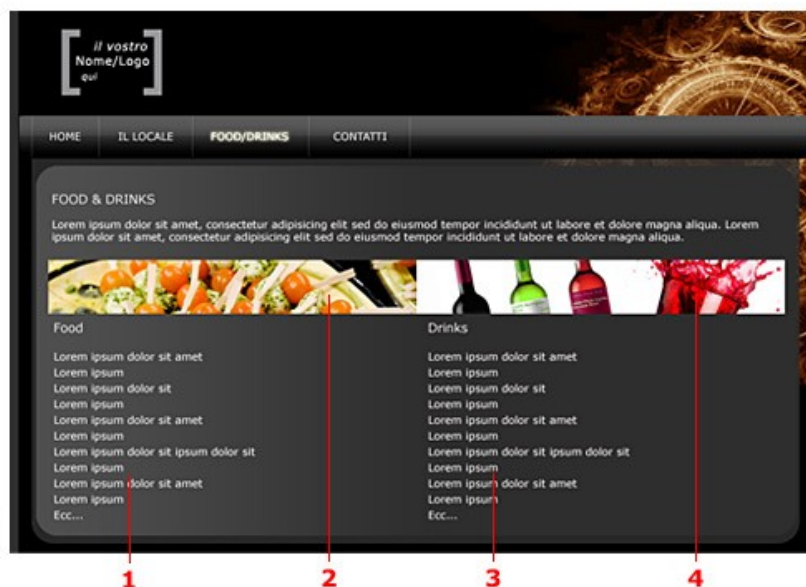 il vostro
Nome/Logo
qui
HOME IL LOCALE FOOD/DRINKS CONTATTI
FOOD & DRINKS
Lorem ipsum dolor sit amet, consectetur adipisicing elit sed do eiusmod tempor incididunt ut labore et dolore magna aliqua. Lorem
ipsum dolor sit amet, consectetur adipisicing elit sed do eiusmod tempor incididunt ut labore et dolore magna aliqua.
Food
Lorem ipsum dolor sit amet
Lorem ipsum
Lorem ipsum dolor sit
Lorem ipsum
Lorem ipsum dolor sit amet
Lorem ipsum
Lorem ipsum dolor sit ipsum dolor sit
Lorem ipsum
Lorem ipsum dolor sit amet
Lorem ipsum
Ecc...
Drinks
Lorem ipsum dolor sit amet
Lorem ipsum
Lorem ipsum dolor sit
Lorem ipsum
Lorem ipsum dolor sit amet
Lorem ipsum
Lorem ipsum dolor sit ipsum dolor sit
Lorem ipsum
Lorem ipsum dolor sit amet
Lorem ipsum
Ecc...
1 2 3 4